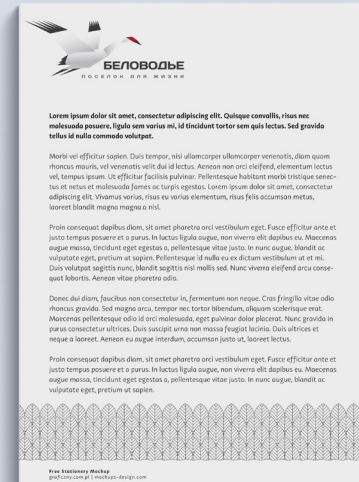 БЕЛОВОДЬЕ
ПОСЕЛОК ДЛЯ ЖИЗНИ
Lorem ipsum dolor sit amet, consectetur adipiscing elit. Quisque convallis, risus nec
malesuada posuere, ligula sem varius mi, id tincidunt tortor sem quis lectus. Sed gravida
tellus id nulla commodo volutpat.
Morbi vel efficitur sapien. Duis tempor, nisi ullamcorper ullamcorper venenatis, diam quam
rhoncus mauris, vel venenatis velit dui id lectus. Aenean non orci eleifend, elementum lectus
vel, tempus ipsum. Ut efficitur facilisis pulvinar. Pellentesque habitant morbi tristique senec-
tus et netus et malesuada fames ac turpis egestas. Lorem ipsum dolor sit amet, consectetur
adipiscing elit. Vivamus varius, risus eu varius elementum, risus felis accumsan metus,
laoreet blandit magna magna a nisl.
Proin consequat dapibus diam, sit amet pharetra orci vestibulum eget. Fusce efficitur ante et
justo tempus posuere et a purus. In luctus ligula augue, non viverra elit dapibus eu. Maecenas
augue massa, tincidunt eget egestas a, pellentesque vitae justo. In nunc augue, blandit ac
vulputate eget, pretium ut sapien. Pellentesque id nulla eu ex dictum vestibulum ut et mi.
Duis volutpat sagittis nunc, blandit sagittis nisl mollis sed. Nunc viverra eleifend arcu conse-
quat lobortis. Aenean vitae pharetra odio.
Donec dui diam, faucibus non consectetur in, fermentum non neque. Cras fringilla vitae odio
rhoncus gravida. Sed magna arcu, tempor nec tortor bibendum, aliquam scelerisque erat.
Maecenas pellentesque odio id orci malesuada, eget pulvinar dolor placerat. Nunc gravida in
purus consectetur ultrices. Duis suscipit urna non massa feugiat lacinia. Duis ultrices et
neque a laoreet. Aenean eu augue interdum, accumsan justo ut, laoreet lectus.
Proin consequat dapibus diam, sit amet pharetra orci vestibulum eget. Fusce efficitur ante et
justo tempus posuere et a purus. In luctus ligula augue, non viverra elit dapibus eu. Maecenas
augue massa, tincidunt eget egestas a, pellentesque vitae justo. In nunc augue, blandit ac
vulputate eget, pretium ut sapien.
Free Stationery Mockup
graficzny.com.pl | mockups-design.com